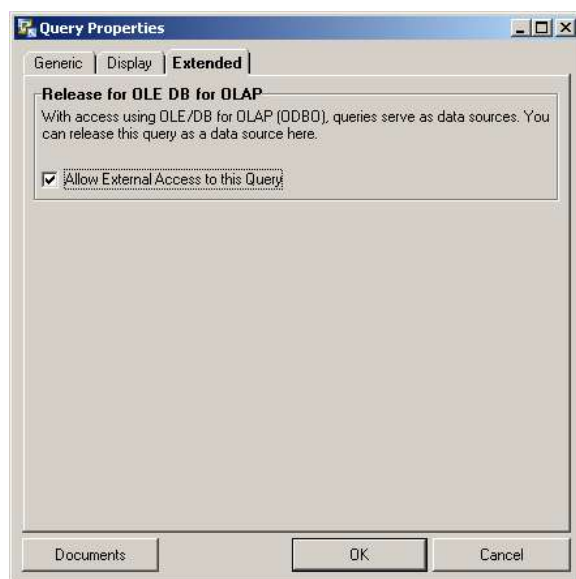 Query Properties
Generic Display Extended
Release for OLE DB for OLAP
With access using OLE/DB for OLAP (ODBO), queries serve as data sources. You
can release this query as a data source here.
Allow External Access to this Query
Documents OK Cancel